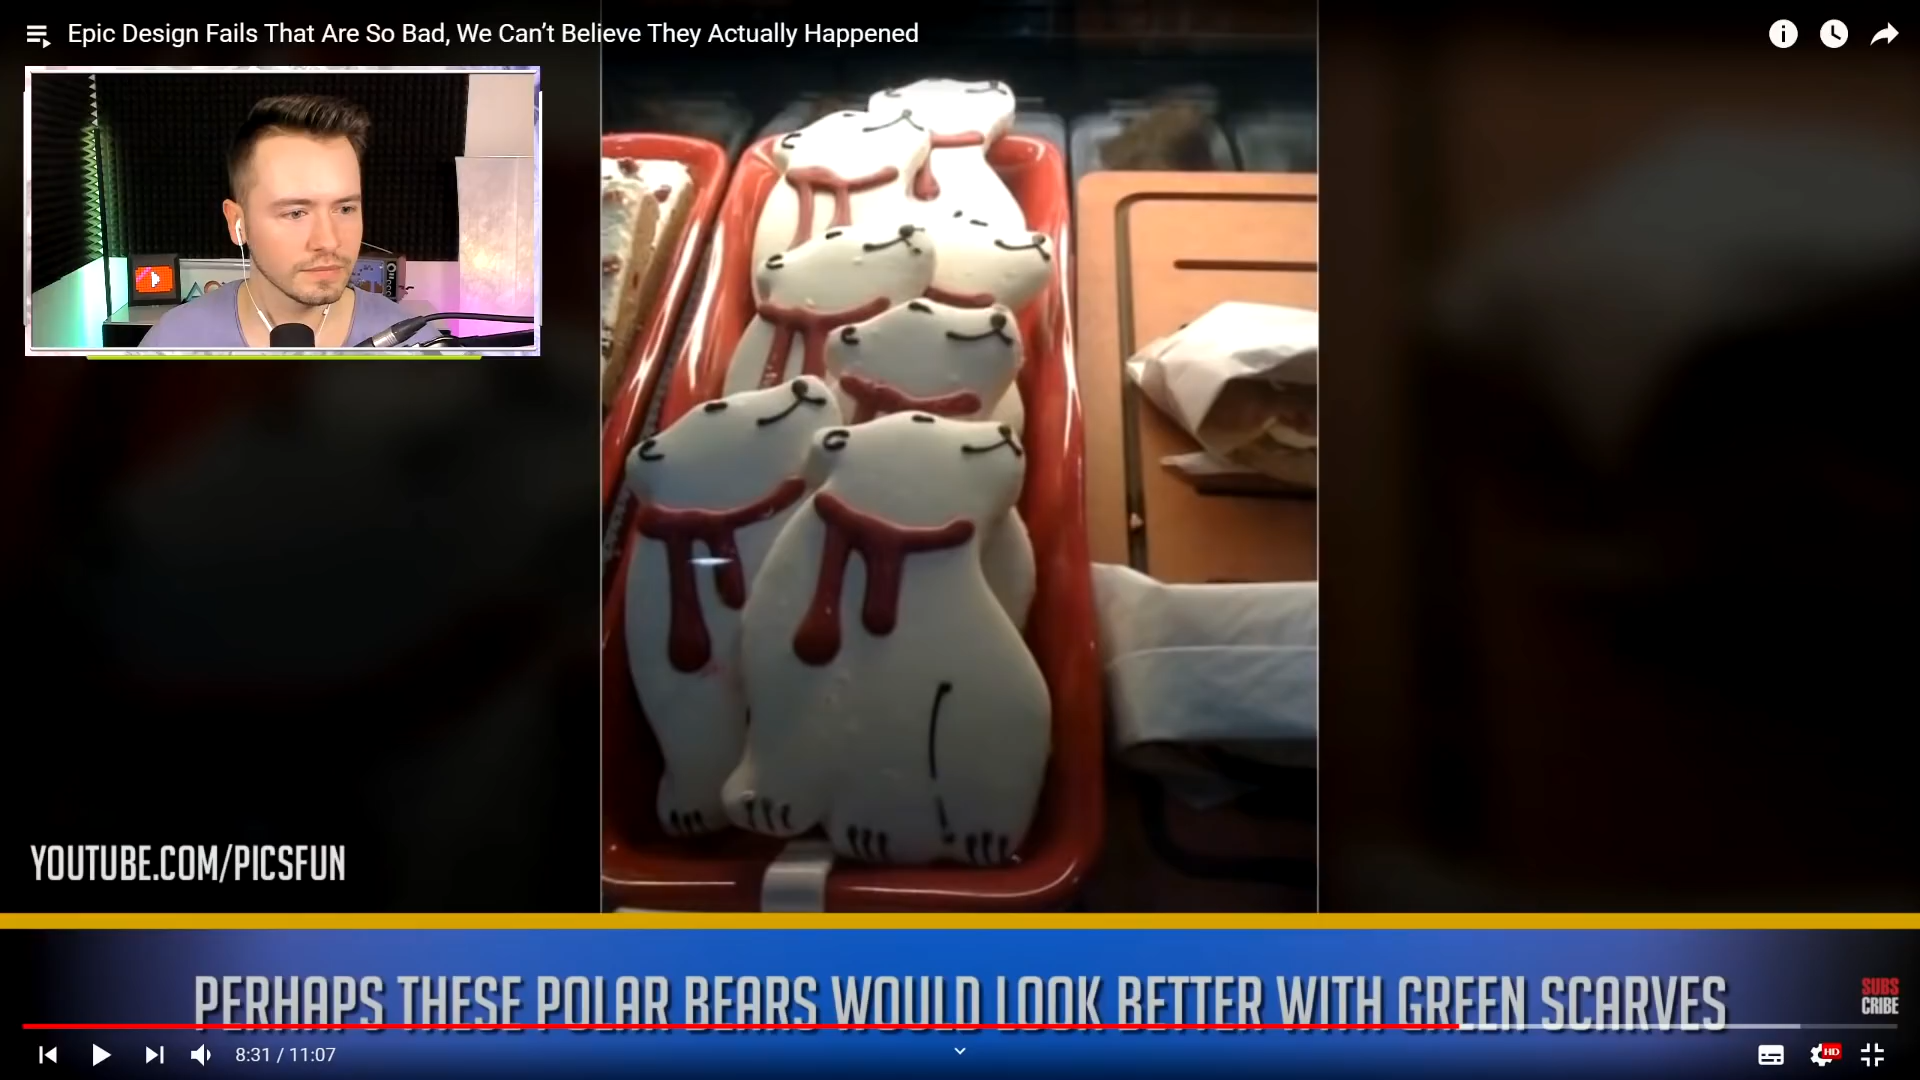 Epic Design Fails That Are So Bad, We Can’t Believe They Actually Happened
YOUTUBE.COM/PICSFUN
PERHAPS THESE POLAR BEARS WOULD LOOK BETTER WITH GREEN SCARVES
SUBS
CRIBE
8:31 / 11:07
HD